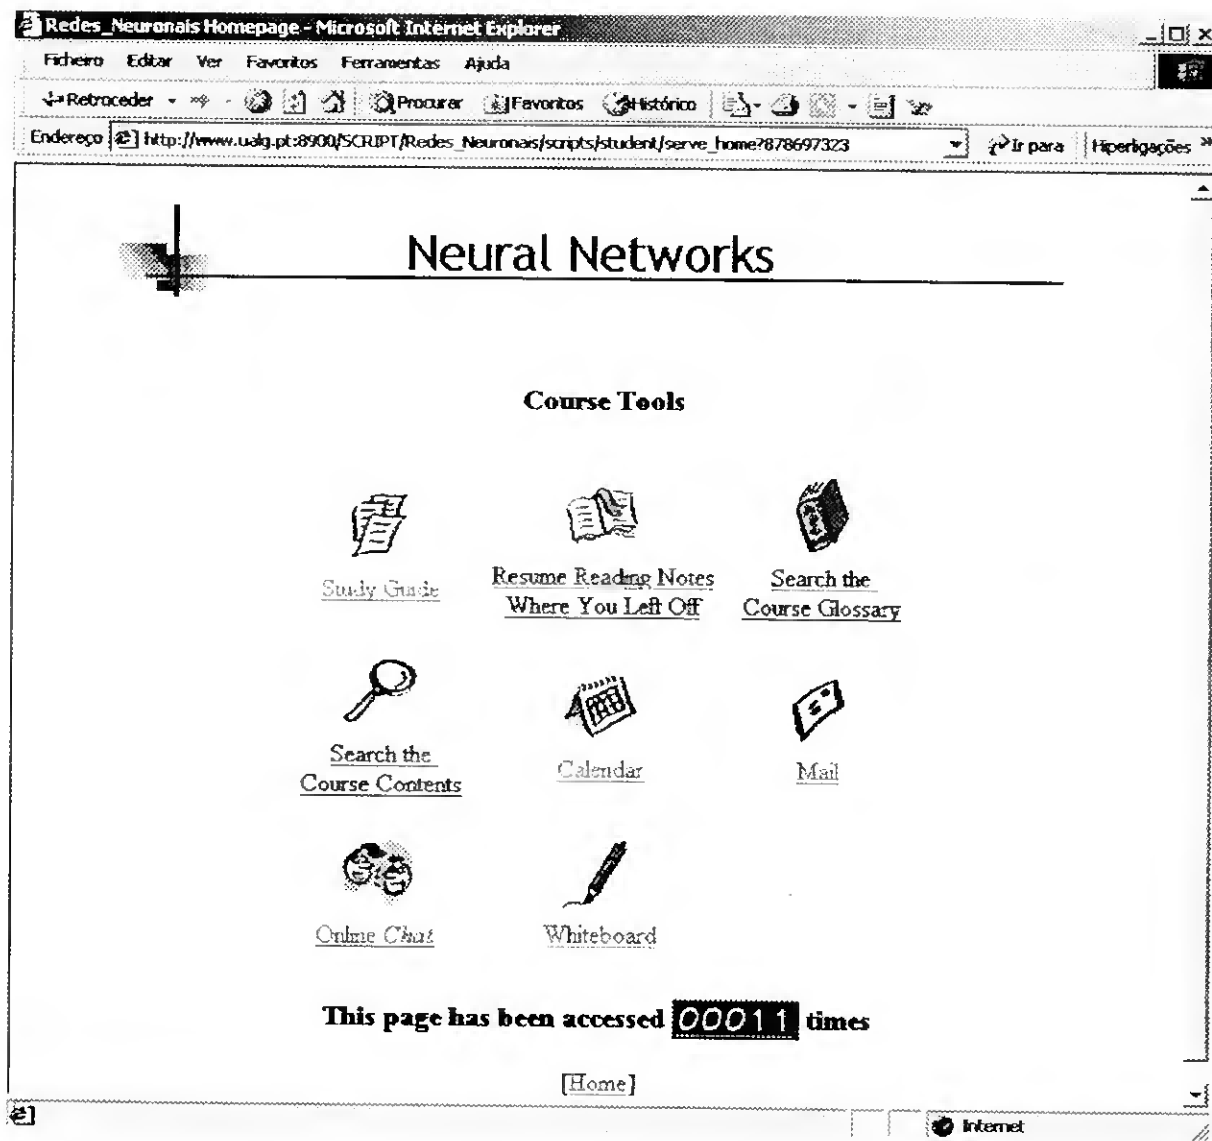 Redes_Neuronais Homepage - Microsoft Internet Explorer
Ficheiro Editar Ver Favoritos Ferramentas Ajuda
Retroceder Procurar Favoritos Histórico
Endereço http://www.ualg.pt:8900/SCRIPT/Redes_Neuronais/scripts/student/serve_home?878697323 Ir para Hiperligações »
Neural Networks
Course Tools
Study Guide
Resume Reading Notes
Where You Left Off
Search the
Course Glossary
Search the
Course Contents
Calendar
Mail
Online Chat
Whiteboard
This page has been accessed 00011 times
[Home]
Internet